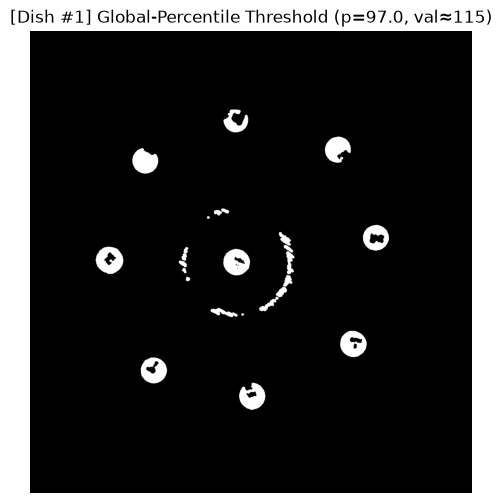 [Dish #1] Global-Percentile Threshold (p=97.0, val≈115)